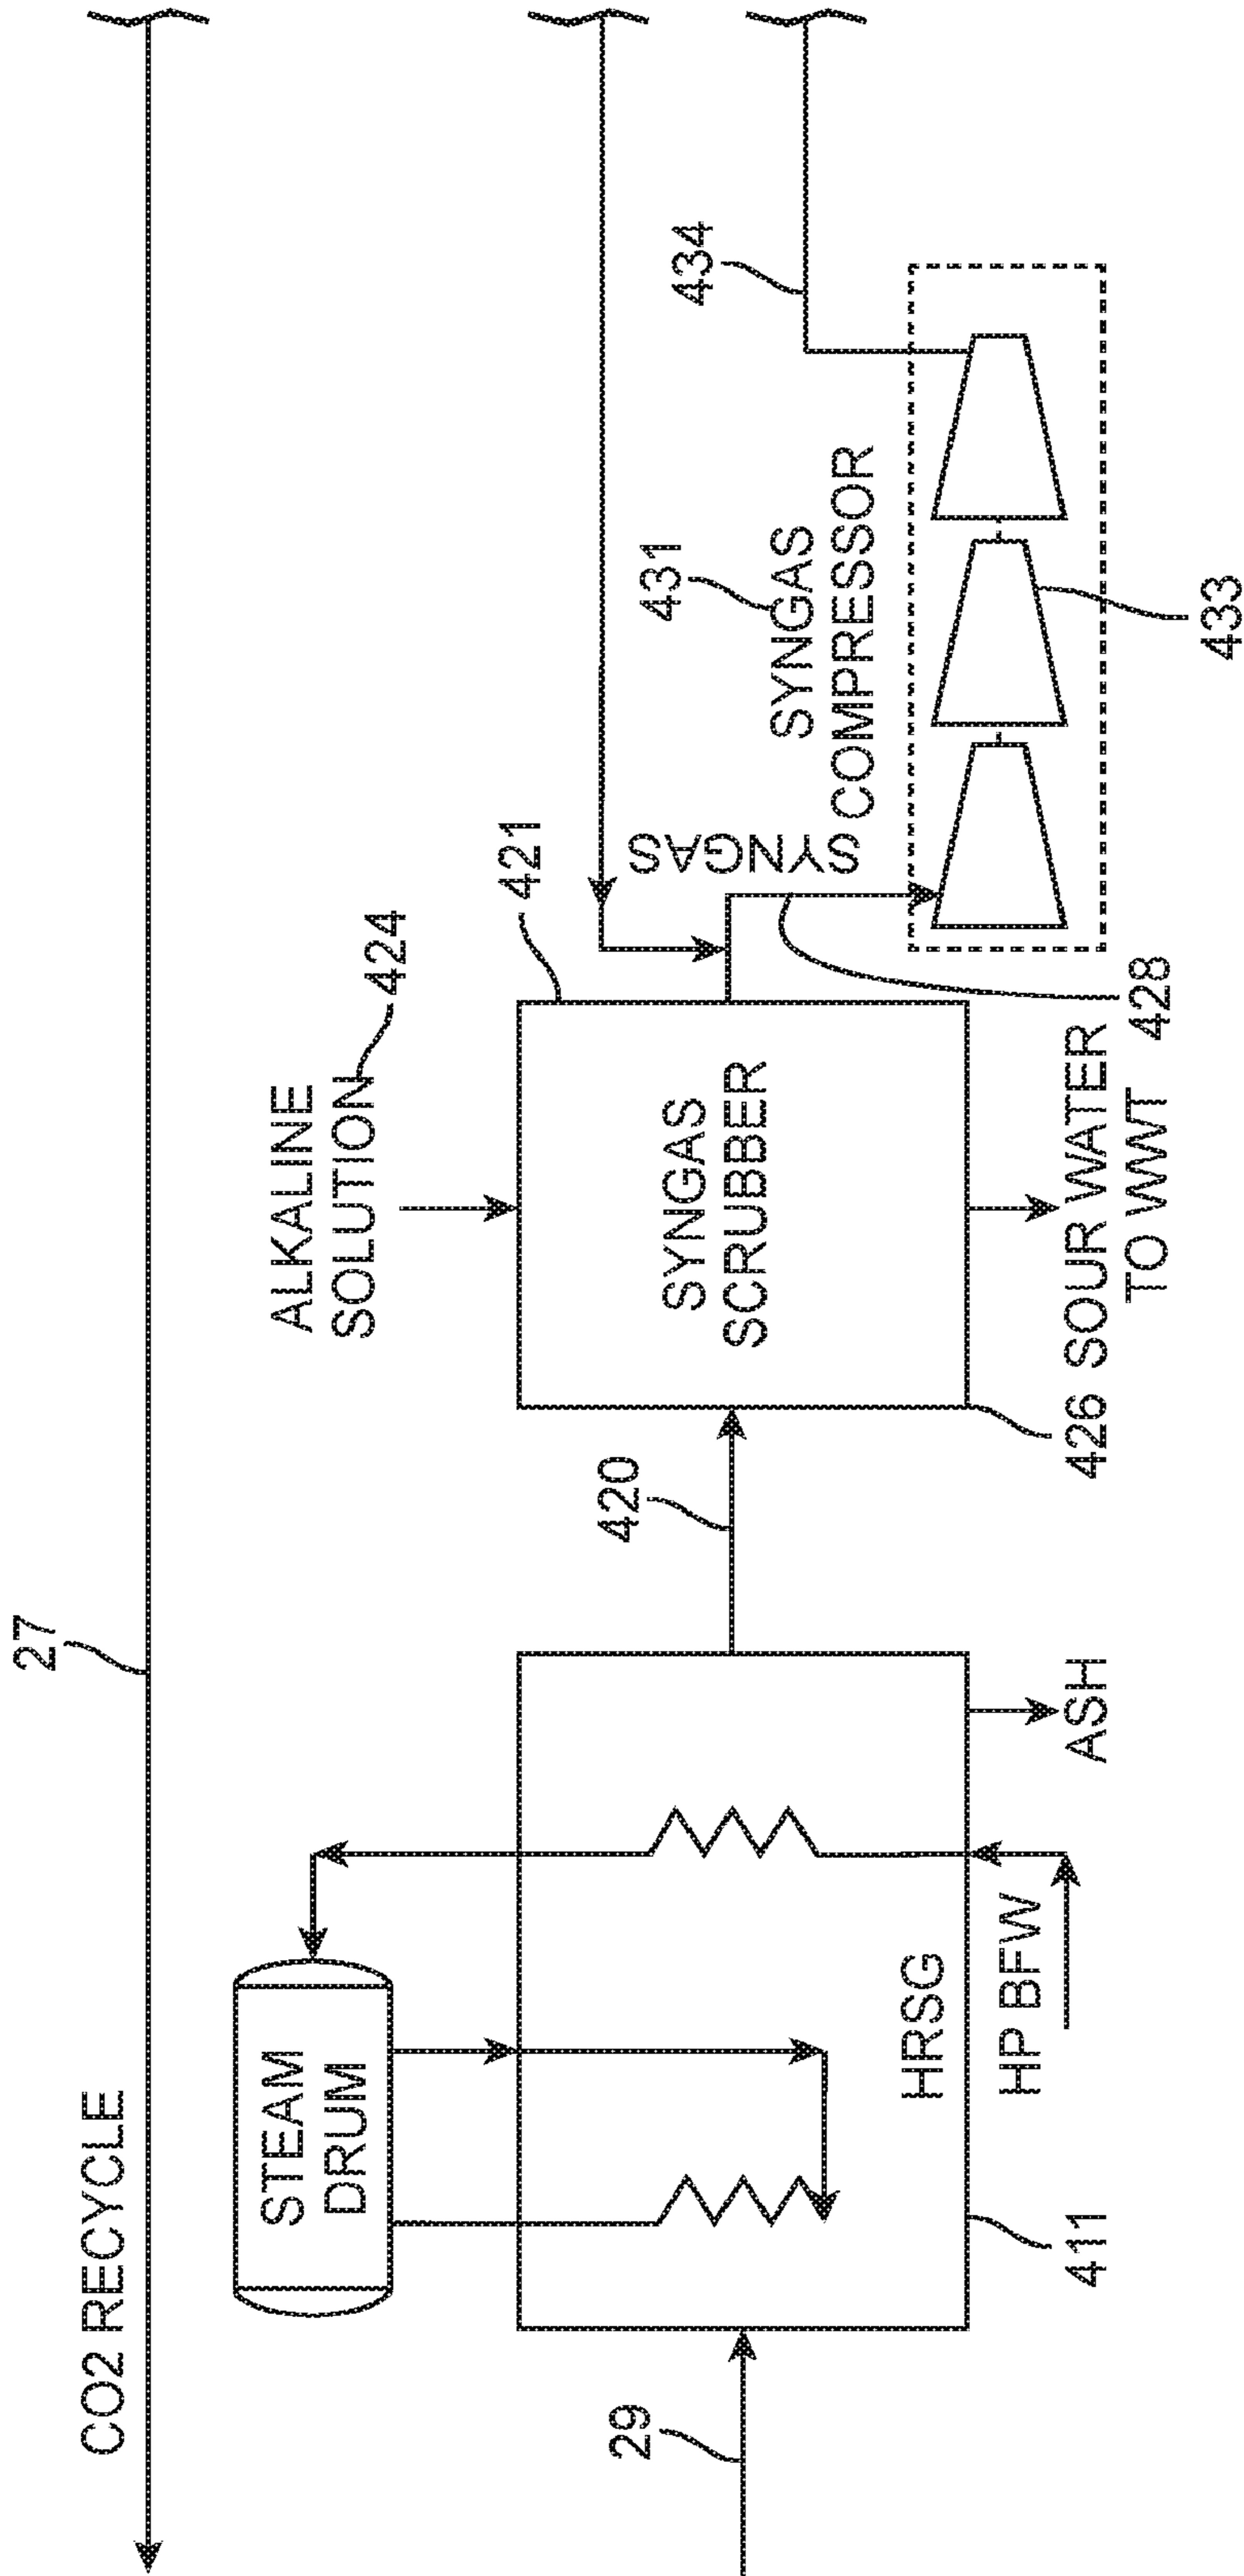 CO2 RECYCLE
27
STEAM
DRUM
29
411
HRSG
HP BFW
ASH
420
ALKALINE
SOLUTION
424
421
SYNGAS
SCRUBBER
426
SOUR WATER
TO WWT
428
SYNGAS
431
SYNGAS
COMPRESSOR
434
433